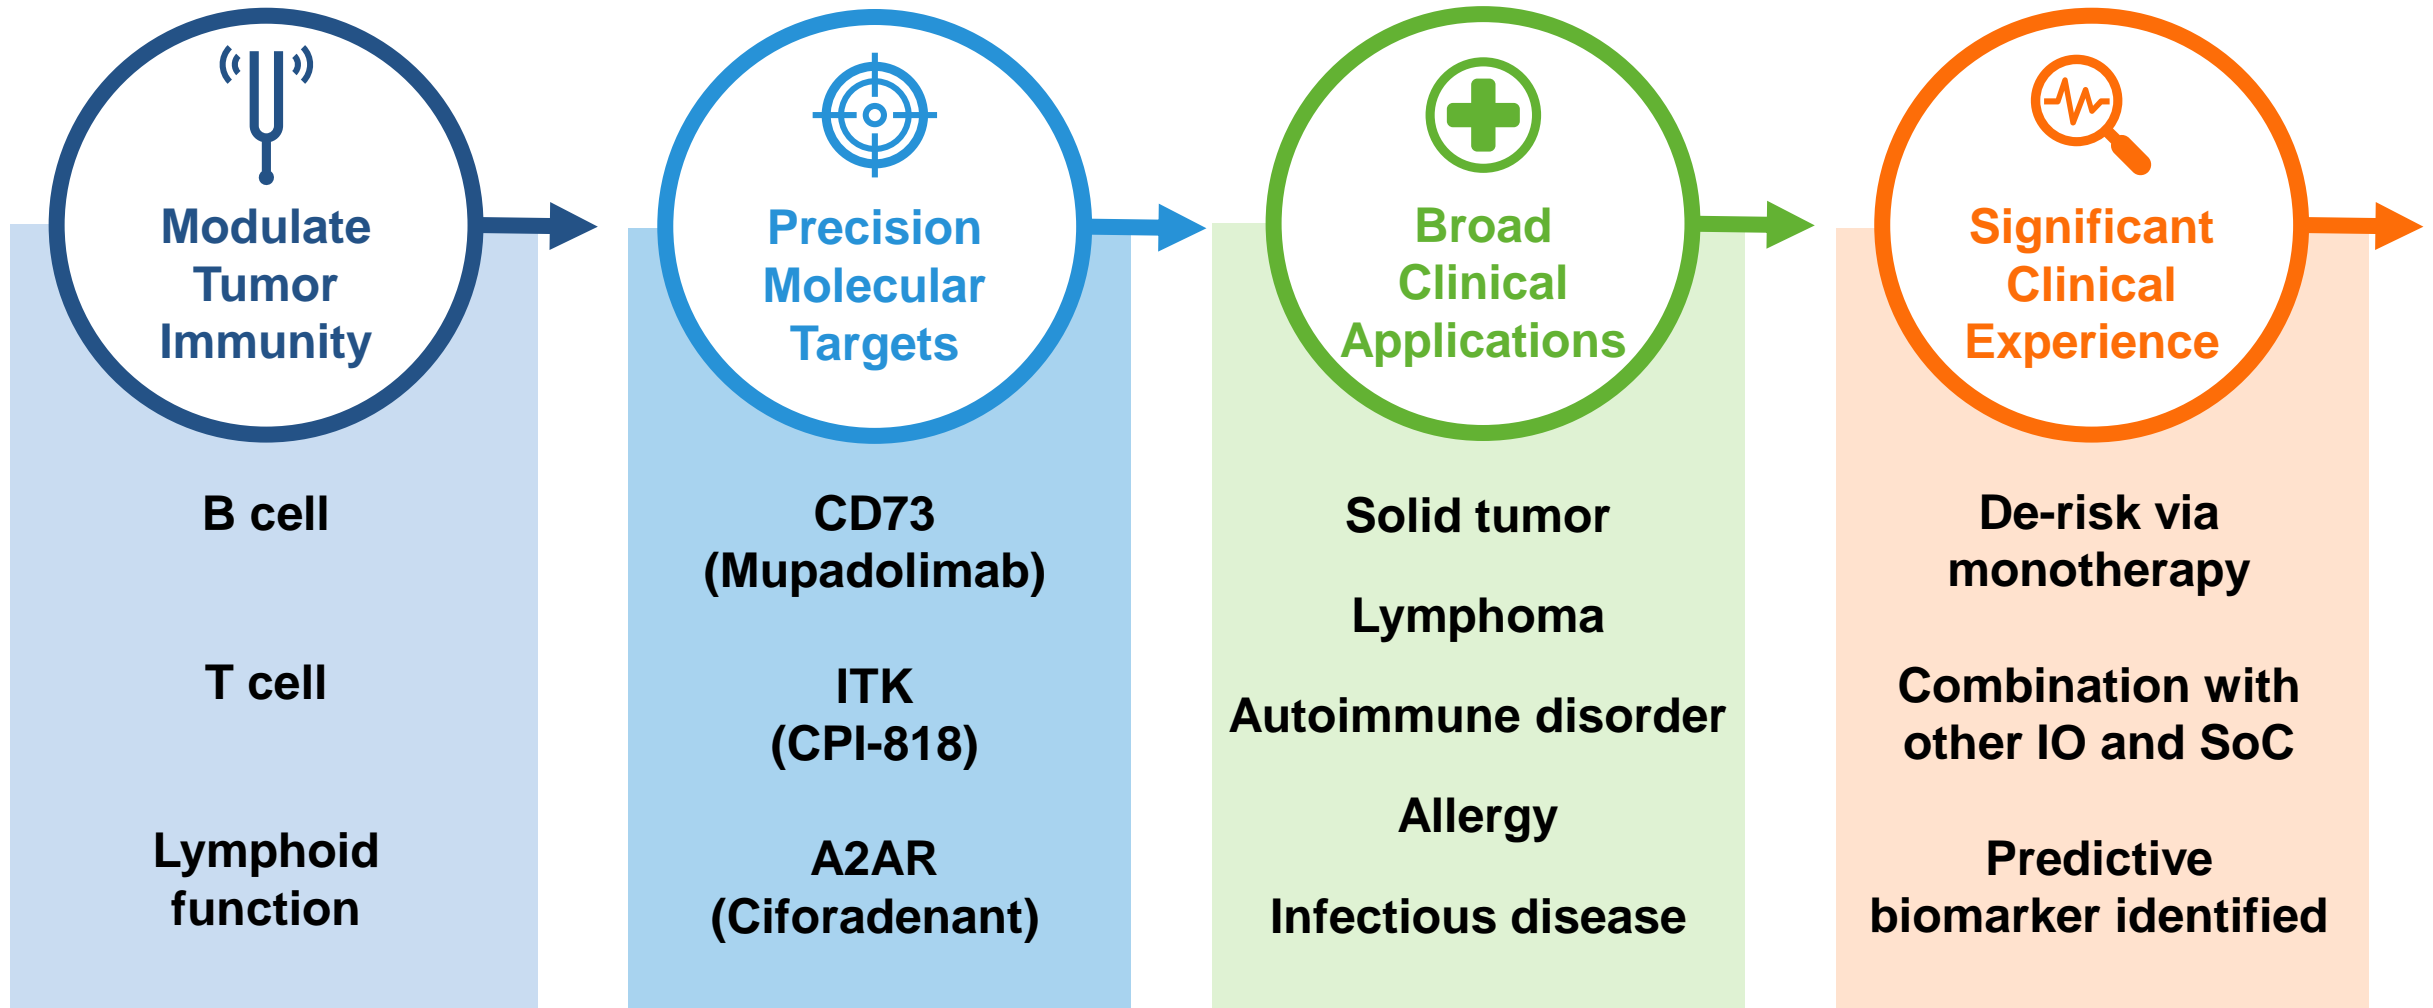 Modulate
Tumor
Immunity
B cell
T cell
Lymphoid
function
Precision
Molecular
Targets
CD73
(Mupadolimab)
ITK
(CPI-818)
A2AR
(Ciforadenant)
Broad
Clinical
Applications
Solid tumor
Lymphoma
Autoimmune disorder
Allergy
Infectious disease
Significant
Clinical
Experience
De-risk via
monotherapy
Combination with
other IO and SoC
Predictive
biomarker identified